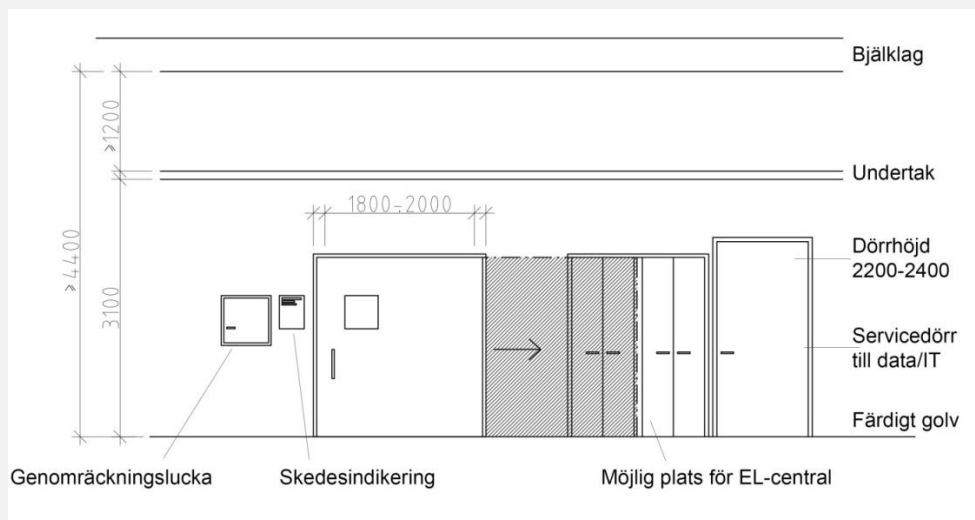 Bjälklag
≥1200
Undertak
1800-2000
Dörrhöjd
2200-2400
≥4400
3100
Servicedörr
till data/IT
Färdigt golv
Genomräckningslucka
Skedesindikering
Möjlig plats för EL-central